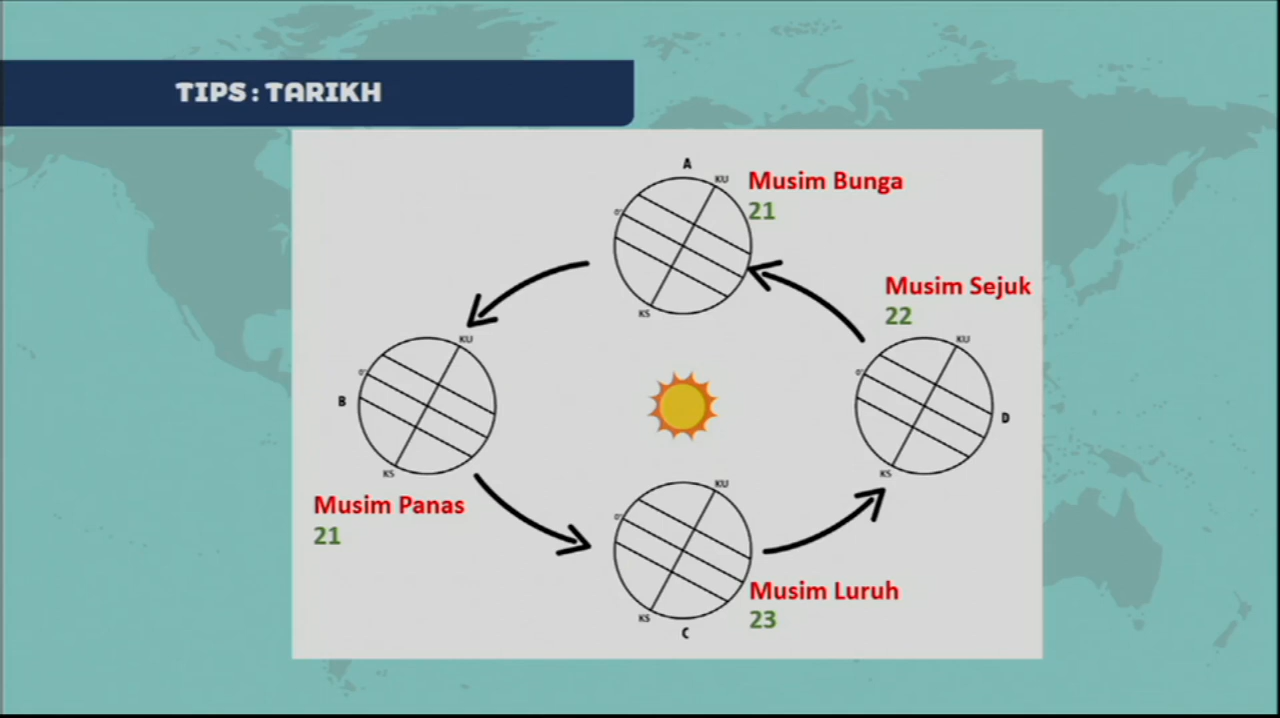 TIPS : TARIKH
A
KU
Musim Bunga
21
0°
KS
Musim Sejuk
22
KU
0°
D
KS
KU
0°
B
KS
Musim Panas
21
KU
0°
Musim Luruh
23
KS
C